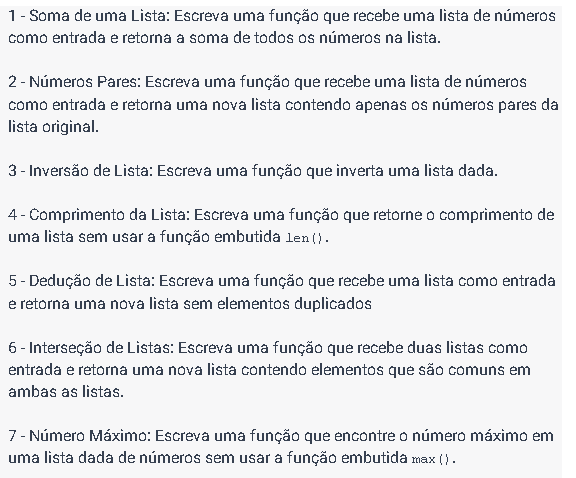 1 - Soma de uma Lista: Escreva uma função que recebe uma lista de números
como entrada e retorna a soma de todos os números na lista.
2 - Números Pares: Escreva uma função que recebe uma lista de números
como entrada e retorna uma nova lista contendo apenas os números pares da
lista original.
3 - Inversão de Lista: Escreva uma função que inverta uma lista dada.
4 - Comprimento da Lista: Escreva uma função que retorne o comprimento de
uma lista sem usar a função embutida len().
5 - Dedução de Lista: Escreva uma função que recebe uma lista como entrada
e retorna uma nova lista sem elementos duplicados
6 - Interseção de Listas: Escreva uma função que recebe duas listas como
entrada e retorna uma nova lista contendo elementos que são comuns em
ambas as listas.
7 - Número Máximo: Escreva uma função que encontre o número máximo em
uma lista dada de números sem usar a função embutida max().